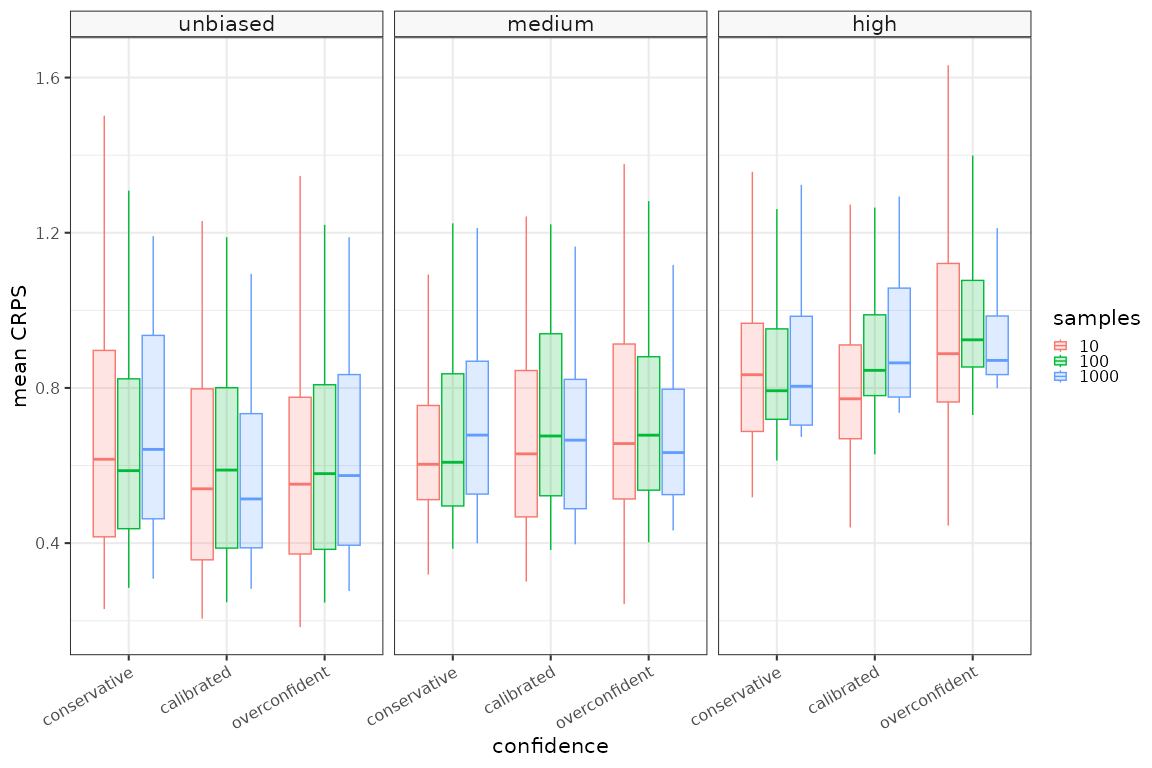 unbiased medium high
1.6
1.2
0.8
0.4
mean CRPS
conservative calibrated overconfident conservative calibrated overconfident conservative calibrated overconfident
confidence
samples
10
100
1000